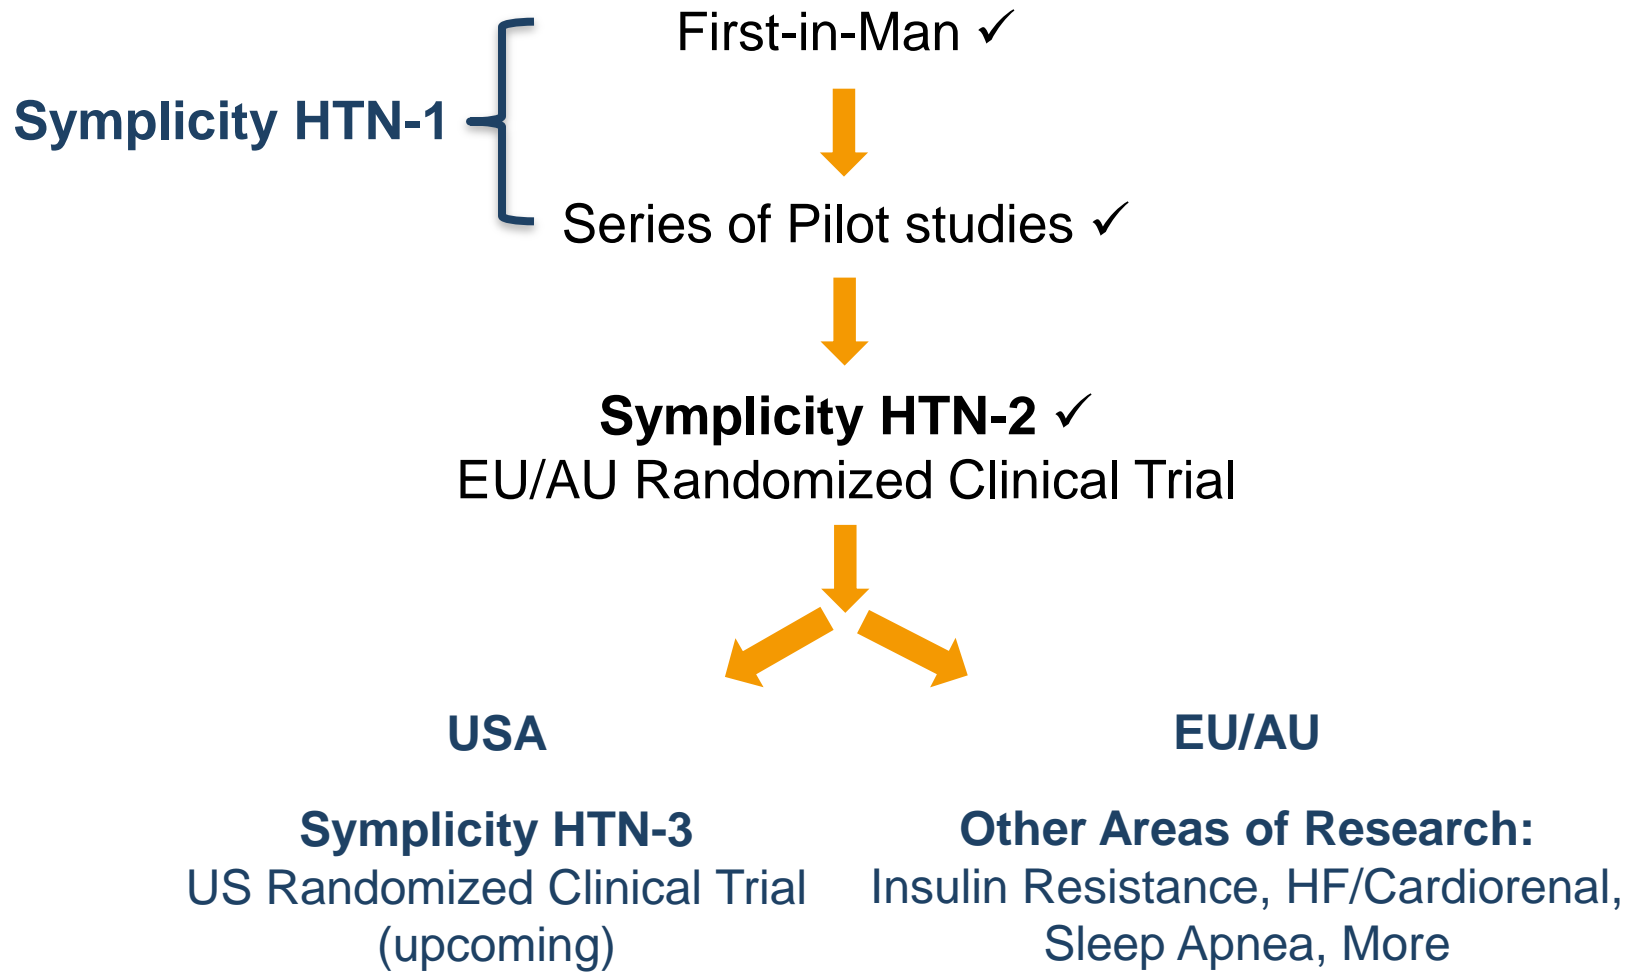 First-in-Man ✓
Symplicity HTN-1
Series of Pilot studies ✓
Symplicity HTN-2 ✓
EU/AU Randomized Clinical Trial
USA
Symplicity HTN-3
US Randomized Clinical Trial
(upcoming)
EU/AU
Other Areas of Research:
Insulin Resistance, HF/Cardiorenal,
Sleep Apnea, More